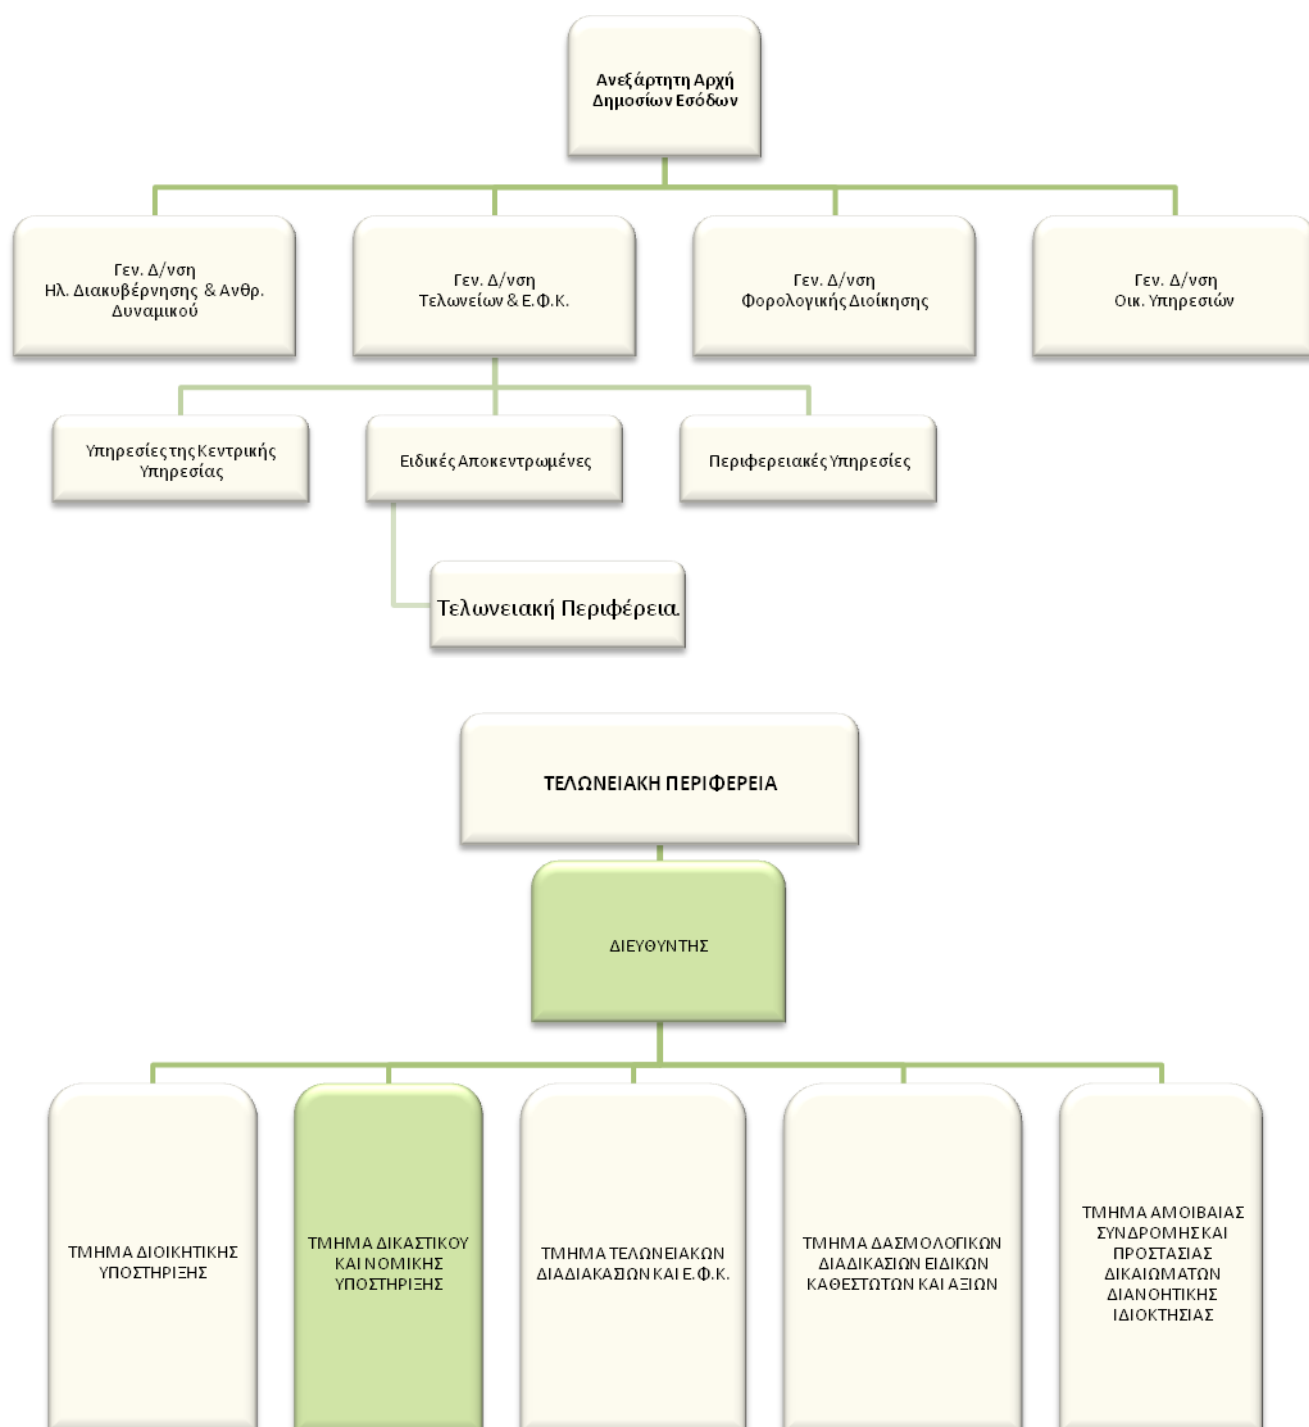 Ανεξάρτητη Αρχή
Δημοσίων Εσόδων
Γεν. Δ/νση
Ηλ. Διακυβέρνησης & Ανθρ.
Δυναμικού
Γεν. Δ/νση
Τελωνείων & Ε.Φ.Κ.
Γεν. Δ/νση
Φορολογικής Διοίκησης
Γεν. Δ/νση
Οικ. Υπηρεσιών
Υπηρεσίες της Κεντρικής
Υπηρεσίας
Ειδικές Αποκεντρωμένες
Περιφερειακές Υπηρεσίες
Τελωνειακή Περιφέρεια.
ΤΕΛΩΝΕΙΑΚΗ ΠΕΡΙΦΕΡΕΙΑ
ΔΙΕΥΘΥΝΤΗΣ
ΤΜΗΜΑ ΔΙΟΙΚΗΤΙΚΗΣ
ΥΠΟΣΤΗΡΙΞΗΣ
ΤΜΗΜΑ ΔΙΚΑΣΤΙΚΟΥ
ΚΑΙ ΝΟΜΙΚΗΣ
ΥΠΟΣΤΗΡΙΞΗΣ
ΤΜΗΜΑ ΤΕΛΩΝΕΙΑΚΩΝ
ΔΙΑΔΙΑΚΑΣΙΩΝ ΚΑΙ Ε.Φ.Κ.
ΤΜΗΜΑ ΔΑΣΜΟΛΟΓΙΚΩΝ
ΔΙΑΔΙΚΑΣΙΩΝ ΕΙΔΙΚΩΝ
ΚΑΘΕΣΤΩΤΩΝ ΚΑΙ ΑΞΙΩΝ
ΤΜΗΜΑ ΑΜΟΙΒΑΙΑΣ
ΣΥΝΔΡΟΜΗΣ ΚΑΙ
ΠΡΟΣΤΑΣΙΑΣ
ΔΙΚΑΙΩΜΑΤΩΝ
ΔΙΑΝΟΗΤΙΚΗΣ
ΙΔΙΟΚΤΗΣΙΑΣ